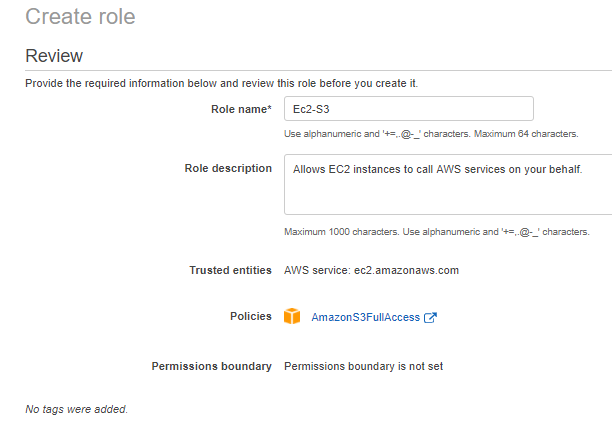 Create role
Review
Provide the required information below and review this role before you create it.
Role name* Ec2-S3
Use alphanumeric and '+=,.@-_' characters. Maximum 64 characters.
Role description Allows EC2 instances to call AWS services on your behalf.
Maximum 1000 characters. Use alphanumeric and '+=,.@-_' characters.
Trusted entities AWS service: ec2.amazonaws.com
Policies AmazonS3FullAccess
Permissions boundary Permissions boundary is not set
No tags were added.